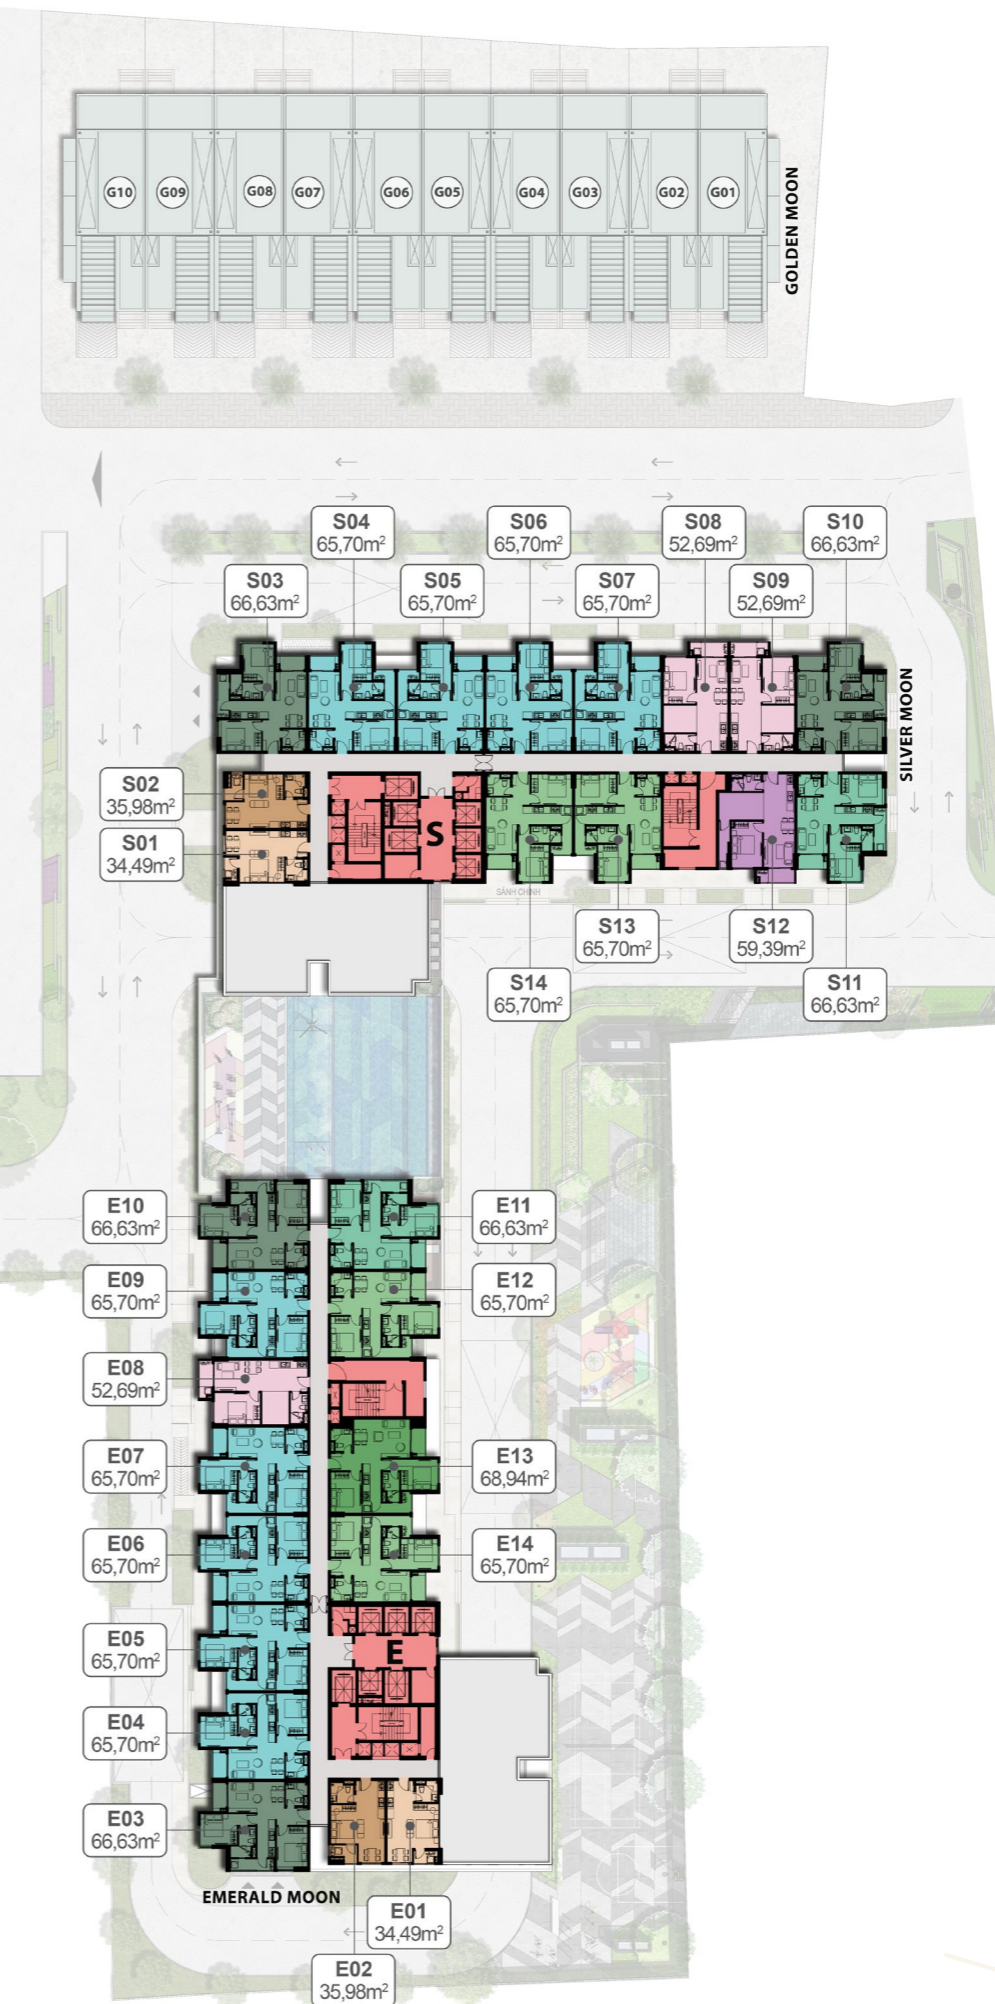 G10
G09
G08
G07
G06
G05
G04
G03
G02
G01
GOLDEN MOON
S04
65,70m²
S06
65,70m²
S08
52,69m²
S10
66,63m²
S03
66,63m²
S05
65,70m²
S07
65,70m²
S09
52,69m²
SILVER MOON
S02
35,98m²
S01
34,49m²
S
SẢNH CHÍNH
S13
65,70m²
S12
59,39m²
S14
65,70m²
S11
66,63m²
E10
66,63m²
E11
66,63m²
E09
65,70m²
E12
65,70m²
E08
52,69m²
E07
65,70m²
E13
68,94m²
E06
65,70m²
E14
65,70m²
E05
65,70m²
E
E04
65,70m²
E03
66,63m²
EMERALD MOON
E01
34,49m²
E02
35,98m²